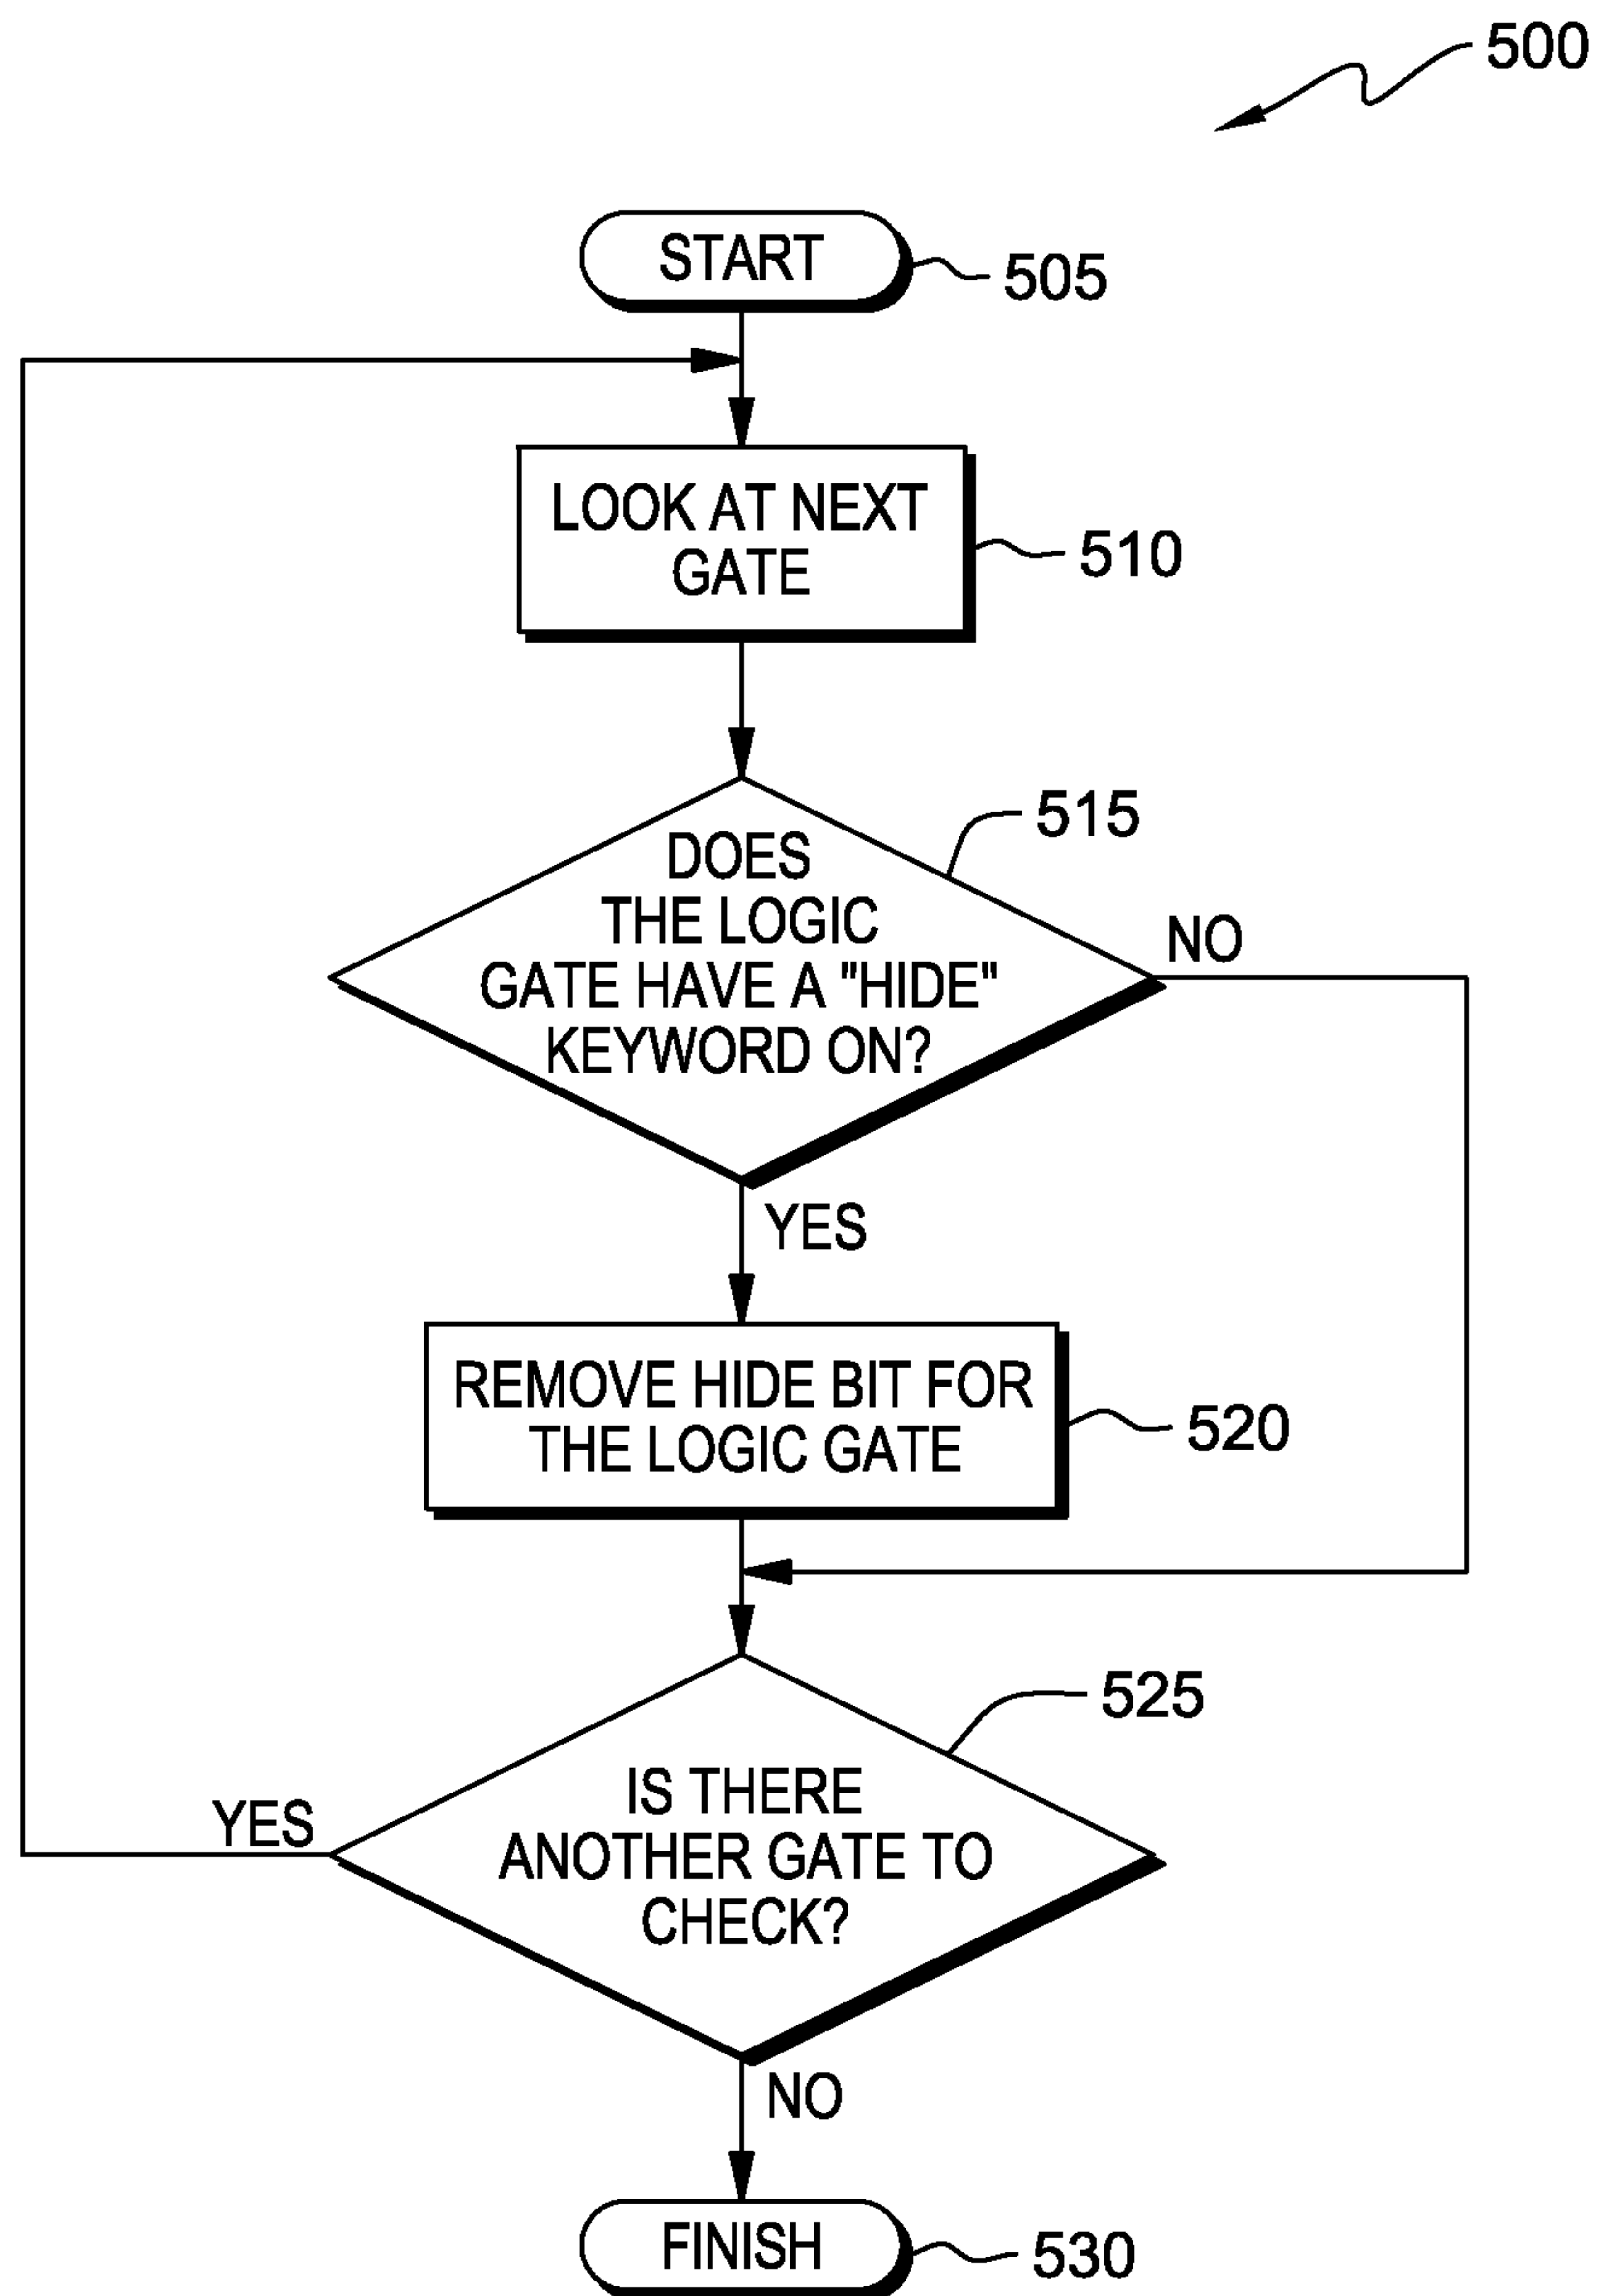 500
START
505
LOOK AT NEXT
GATE
510
515
DOES
THE LOGIC
GATE HAVE A "HIDE"
KEYWORD ON?
NO
YES
REMOVE HIDE BIT FOR
THE LOGIC GATE
520
525
IS THERE
ANOTHER GATE TO
CHECK?
YES
NO
FINISH
530